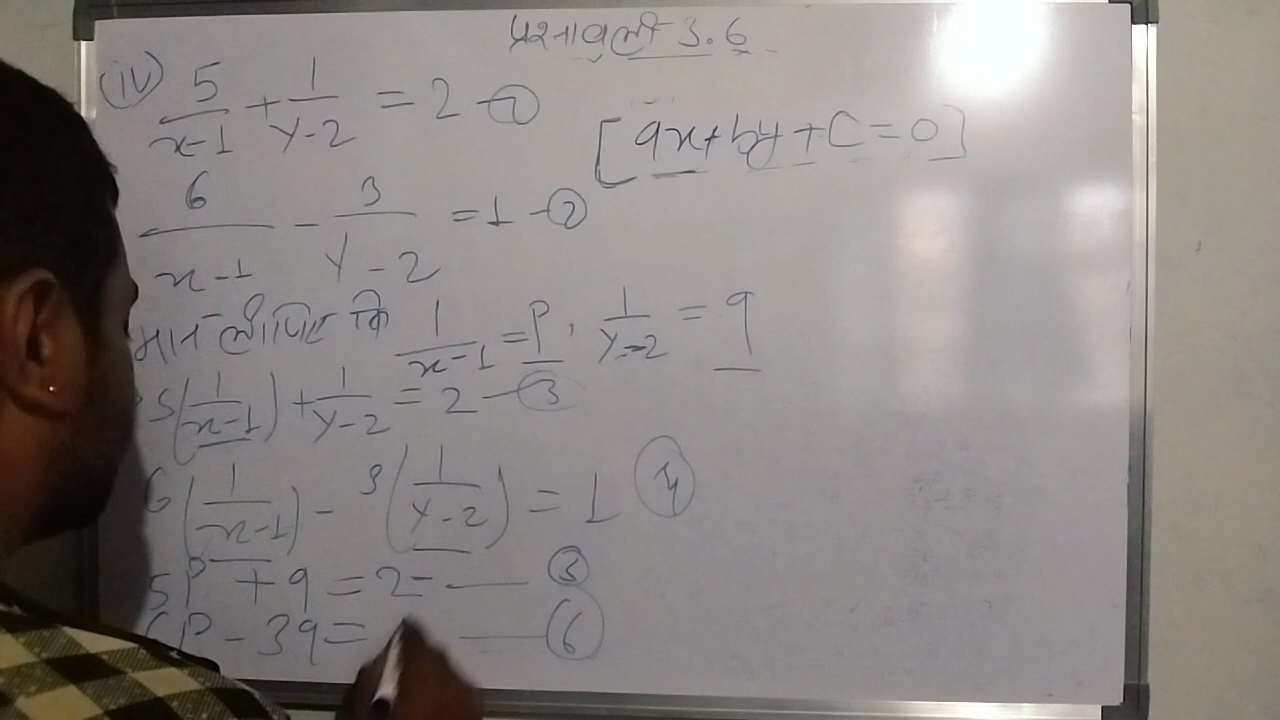 प्रश्नावली 3.6
(iv) 5/(x-1) + 1/(y-2) = 2 - ①
[ax+by+c=0]
6/(x-1) - 3/(y-2) = 1 - ②
मान लीजिए कि 1/(x-1) = p, 1/(y-2) = q
5(1/(x-1)) + 1/(y-2) = 2 - ③
6(1/(x-1)) - 3(1/(y-2)) = 1 ④
5p + q = 2 - ⑤
6p - 3q = - ⑥